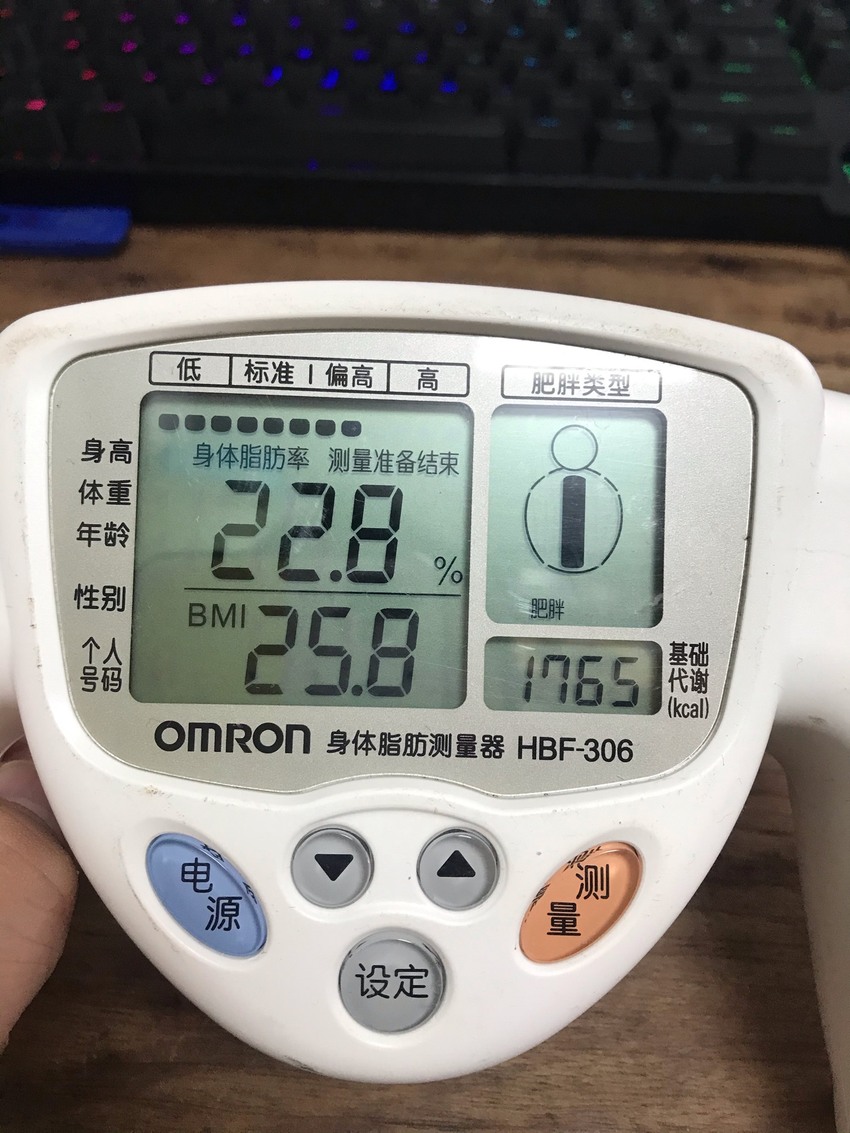 低 标准 偏高 高
肥胖类型
身高
体重
年龄
性别
个人
号码
身体脂肪率 测量准备结束
22.8 %
BMI 25.8
肥胖
1765
基础
代谢
(kcal)
OMRON 身体脂肪测量器 HBF-306
电源
测量
设定